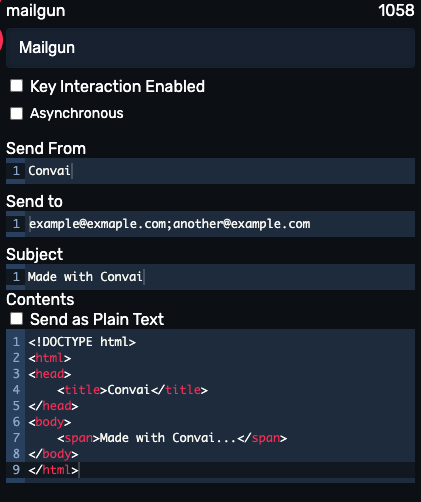 mailgun 1058
Mailgun
Key Interaction Enabled
Asynchronous
Send From
1 Convai
Send to
1 example@exmaple.com;another@example.com
Subject
1 Made with Convai
Contents
Send as Plain Text
1 <!DOCTYPE html>
2 <html>
3 <head>
4     <title>Convai</title>
5 </head>
6 <body>
7     <span>Made with Convai...</span>
8 </body>
9 </html>